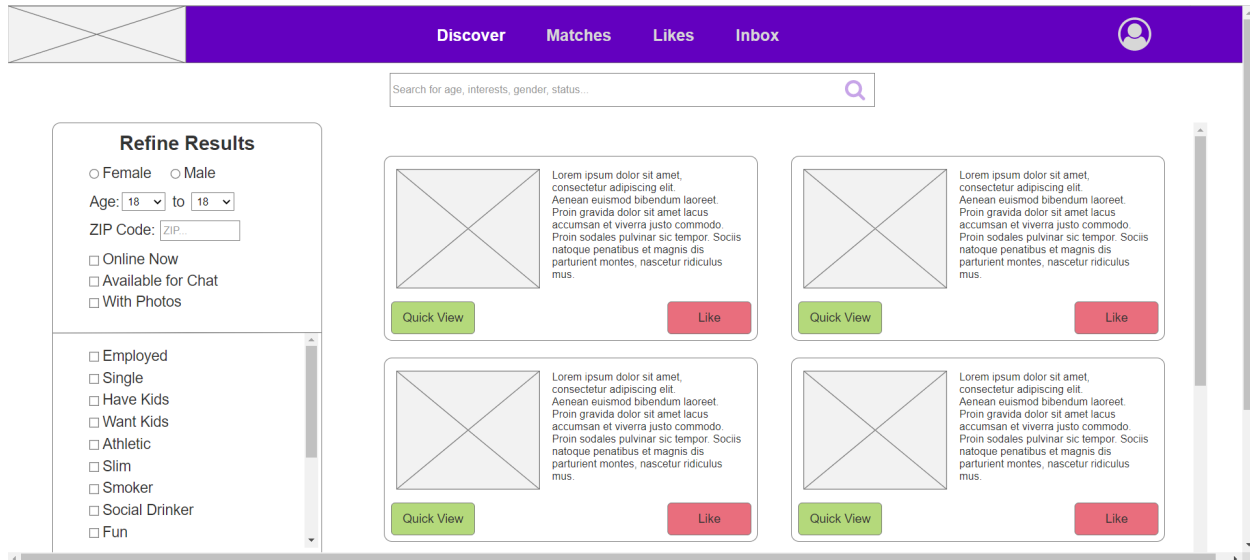 Discover Matches Likes Inbox
Search for age, interests, gender, status...
Refine Results
Female Male
Age: 18 to 18
ZIP Code: ZIP...
Online Now
Available for Chat
With Photos
Employed
Single
Have Kids
Want Kids
Athletic
Slim
Smoker
Social Drinker
Fun
Lorem ipsum dolor sit amet,
consectetur adipiscing elit.
Aenean euismod bibendum laoreet.
Proin gravida dolor sit amet lacus
accumsan et viverra justo commodo.
Proin sodales pulvinar sic tempor. Sociis
natoque penatibus et magnis dis
parturient montes, nascetur ridiculus
mus.
Quick View Like
Lorem ipsum dolor sit amet,
consectetur adipiscing elit.
Aenean euismod bibendum laoreet.
Proin gravida dolor sit amet lacus
accumsan et viverra justo commodo.
Proin sodales pulvinar sic tempor. Sociis
natoque penatibus et magnis dis
parturient montes, nascetur ridiculus
mus.
Quick View Like
Lorem ipsum dolor sit amet,
consectetur adipiscing elit.
Aenean euismod bibendum laoreet.
Proin gravida dolor sit amet lacus
accumsan et viverra justo commodo.
Proin sodales pulvinar sic tempor. Sociis
natoque penatibus et magnis dis
parturient montes, nascetur ridiculus
mus.
Quick View Like
Lorem ipsum dolor sit amet,
consectetur adipiscing elit.
Aenean euismod bibendum laoreet.
Proin gravida dolor sit amet lacus
accumsan et viverra justo commodo.
Proin sodales pulvinar sic tempor. Sociis
natoque penatibus et magnis dis
parturient montes, nascetur ridiculus
mus.
Quick View Like